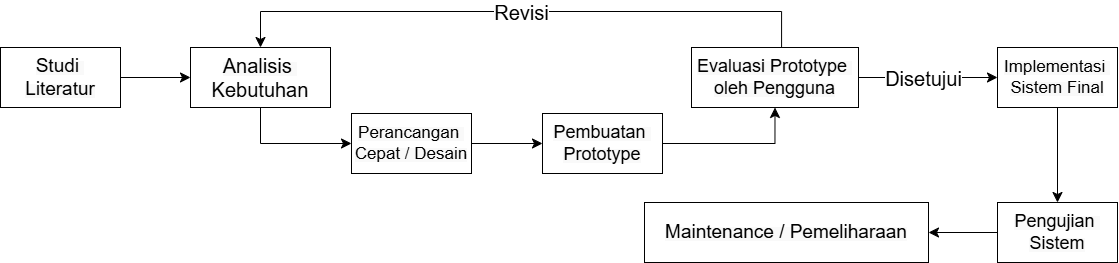 Revisi
Studi
Literatur
Analisis
Kebutuhan
Perancangan
Cepat / Desain
Pembuatan
Prototype
Evaluasi Prototype
oleh Pengguna
Disetujui
Implementasi
Sistem Final
Pengujian
Sistem
Maintenance / Pemeliharaan